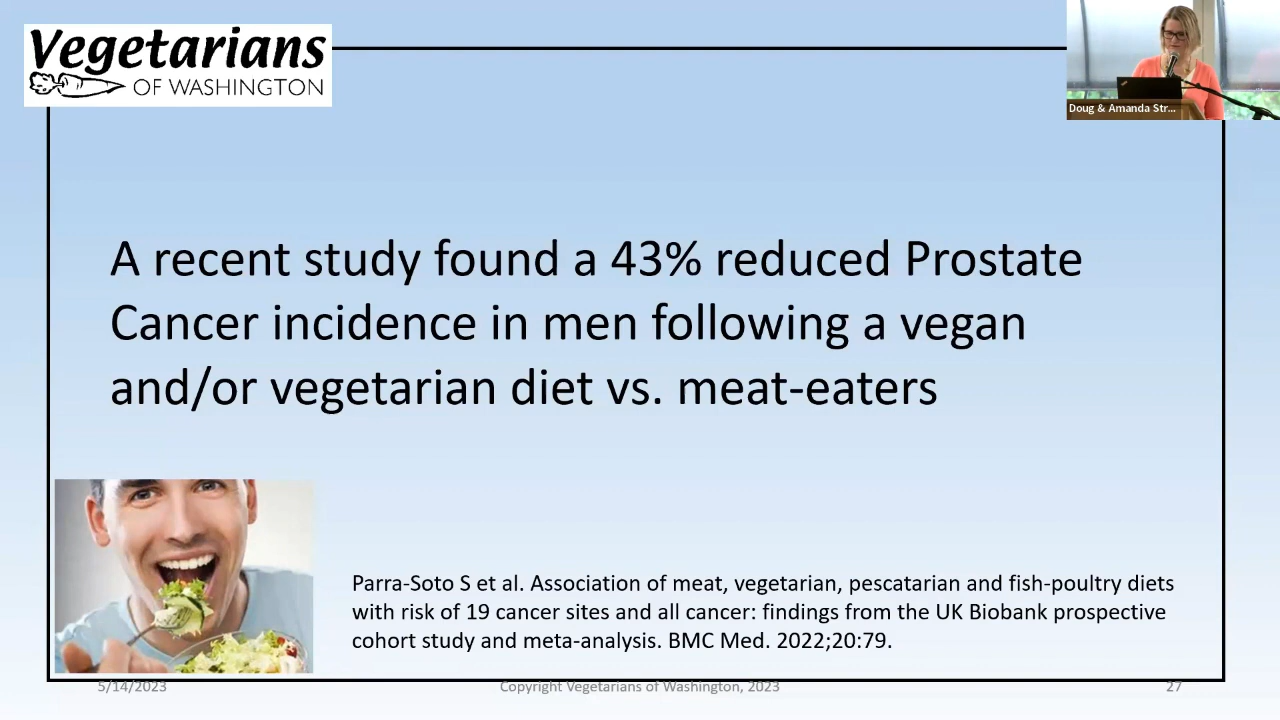 Vegetarians
OF WASHINGTON
Doug & Amanda Str...
A recent study found a 43% reduced Prostate
Cancer incidence in men following a vegan
and/or vegetarian diet vs. meat-eaters
Parra-Soto S et al. Association of meat, vegetarian, pescatarian and fish-poultry diets
with risk of 19 cancer sites and all cancer: findings from the UK Biobank prospective
cohort study and meta-analysis. BMC Med. 2022;20:79.
5/14/2023
Copyright Vegetarians of Washington, 2023
27